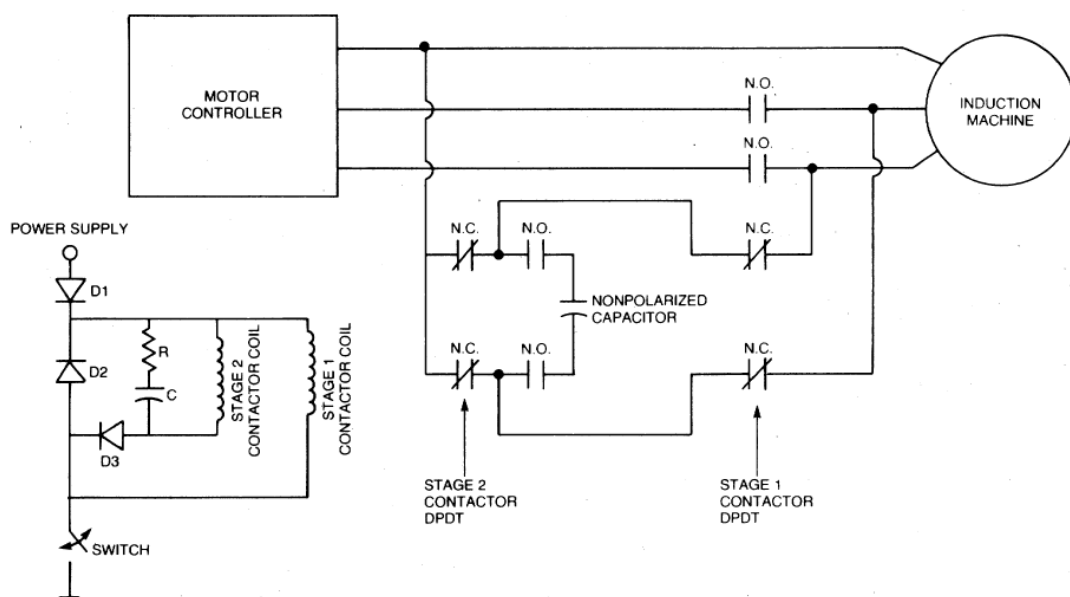 MOTOR
CONTROLLER
N.O.
INDUCTION
MACHINE
N.O.
POWER SUPPLY
N.C.
N.O.
N.C.
D1
NONPOLARIZED
CAPACITOR
R
D2
C
D3
STAGE 2
CONTACTOR COIL
STAGE 1
CONTACTOR COIL
N.C.
N.O.
N.C.
STAGE 2
CONTACTOR
DPDT
STAGE 1
CONTACTOR
DPDT
SWITCH